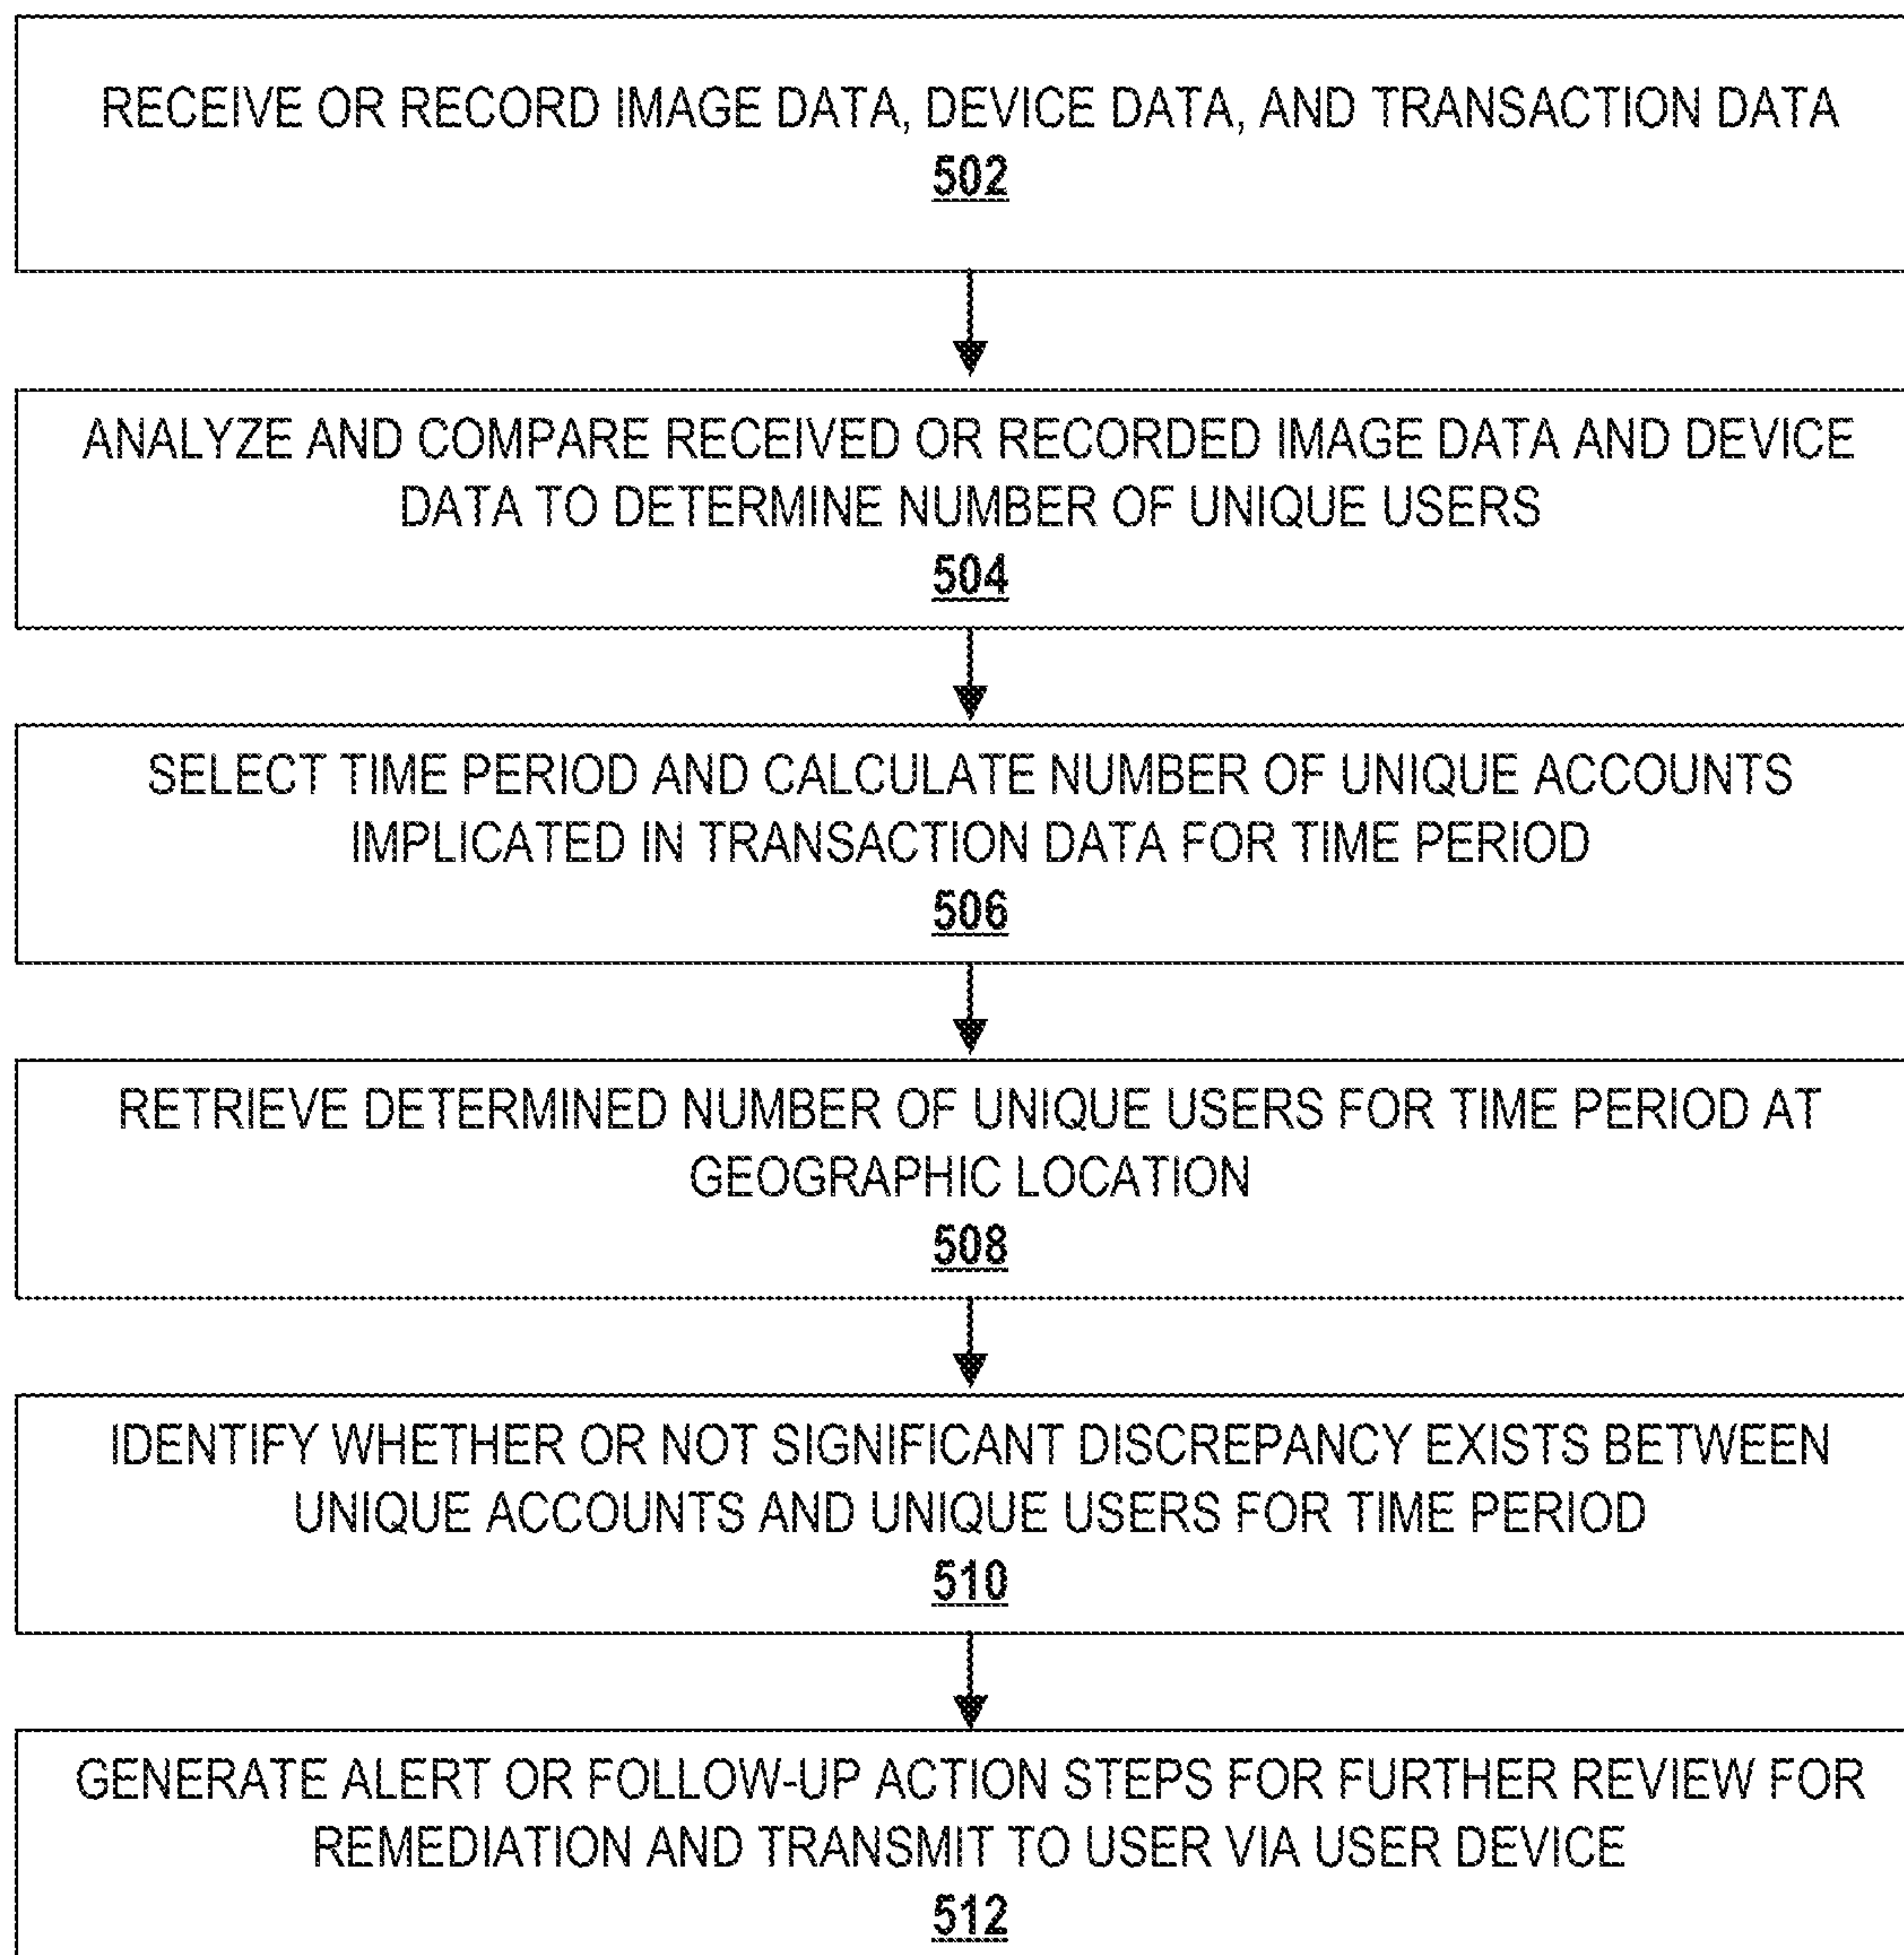 RECEIVE OR RECORD IMAGE DATA, DEVICE DATA, AND TRANSACTION DATA
502
ANALYZE AND COMPARE RECEIVED OR RECORDED IMAGE DATA AND DEVICE
DATA TO DETERMINE NUMBER OF UNIQUE USERS
504
SELECT TIME PERIOD AND CALCULATE NUMBER OF UNIQUE ACCOUNTS
IMPLICATED IN TRANSACTION DATA FOR TIME PERIOD
506
RETRIEVE DETERMINED NUMBER OF UNIQUE USERS FOR TIME PERIOD AT
GEOGRAPHIC LOCATION
508
IDENTIFY WHETHER OR NOT SIGNIFICANT DISCREPANCY EXISTS BETWEEN
UNIQUE ACCOUNTS AND UNIQUE USERS FOR TIME PERIOD
510
GENERATE ALERT OR FOLLOW-UP ACTION STEPS FOR FURTHER REVIEW FOR
REMEDIATION AND TRANSMIT TO USER VIA USER DEVICE
512